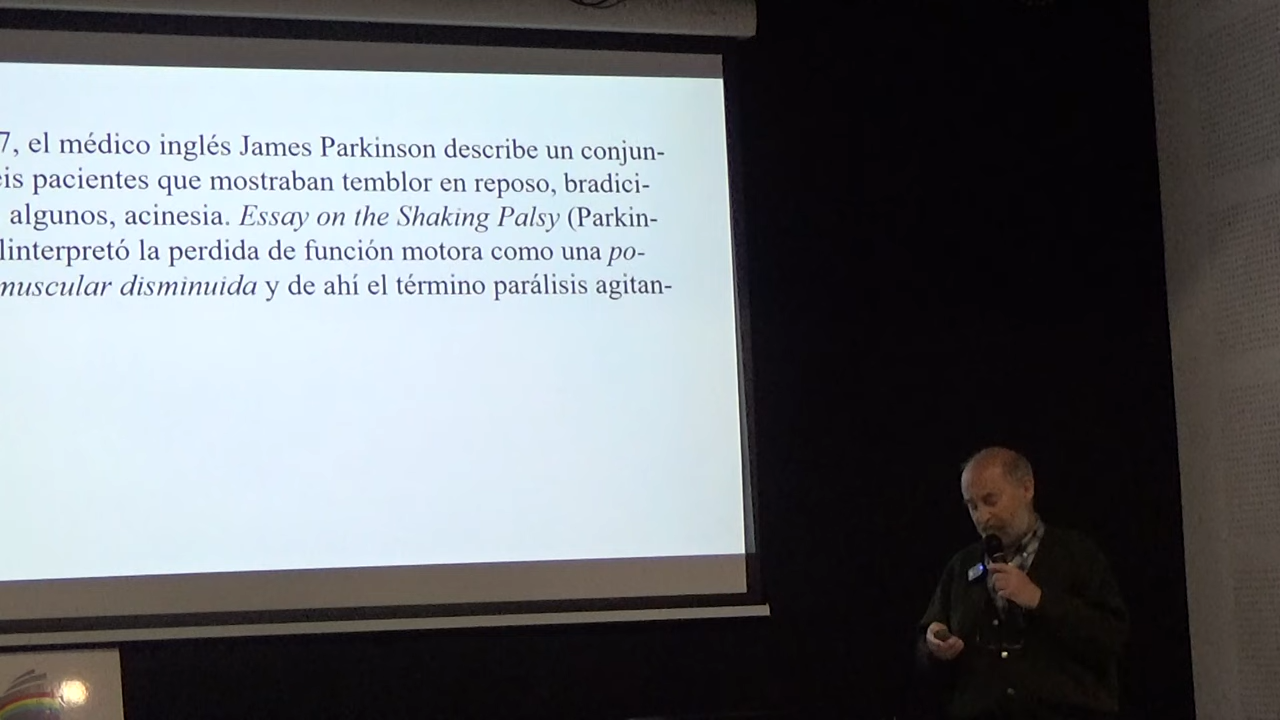 7, el médico inglés James Parkinson describe un conjun-
eis pacientes que mostraban temblor en reposo, bradici-
algunos, acinesia. Essay on the Shaking Palsy (Parkin-
linterpretó la perdida de función motora como una po-
muscular disminuida y de ahí el término parálisis agitan-